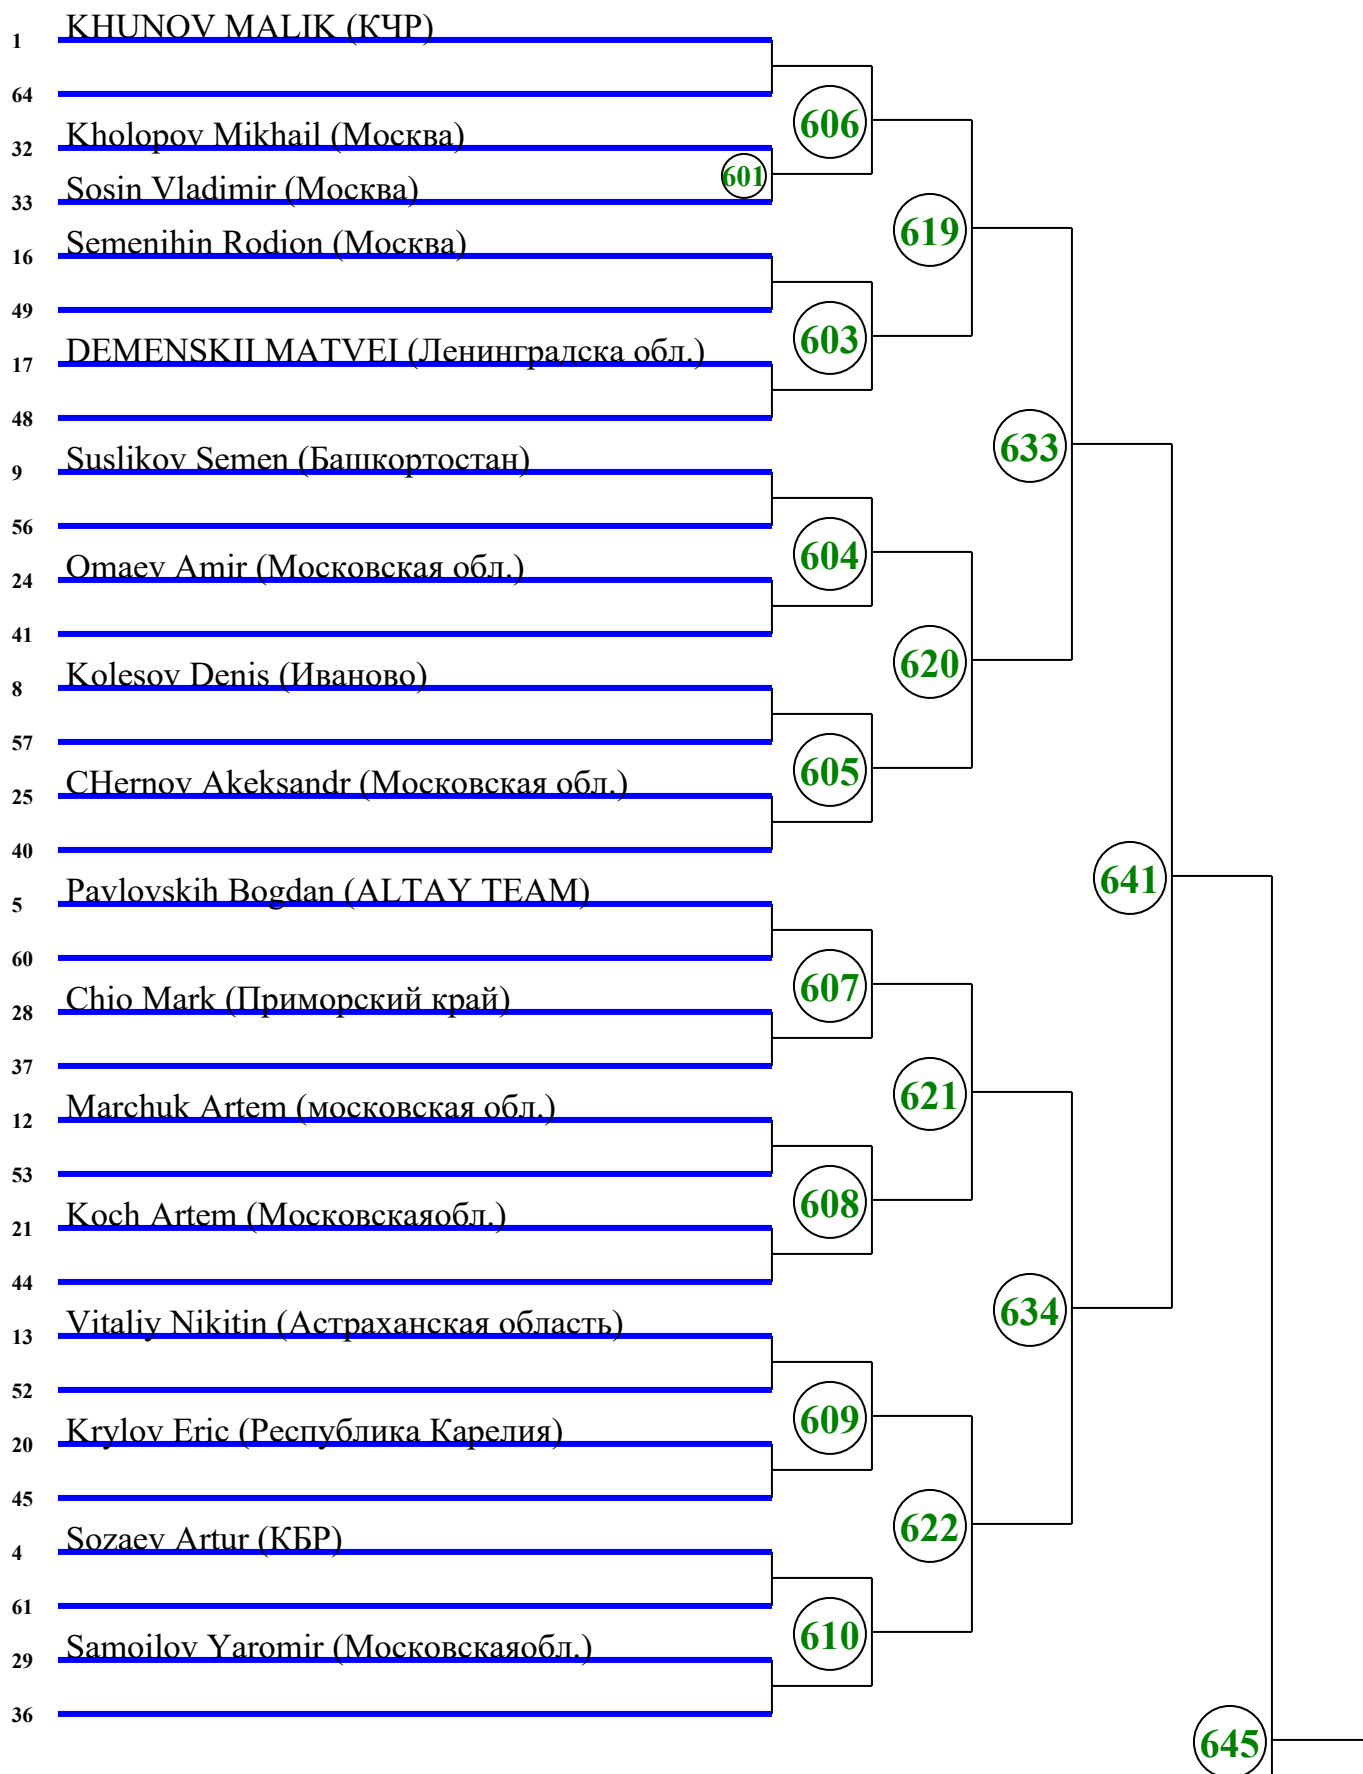 1 KHUNOV MALIK (КЧР)
64
606
32 Kholopov Mikhail (Москва)
601
33 Sosin Vladimir (Москва)
619
16 Semenihin Rodion (Москва)
49
603
17 DEMENSKII MATVEI (Ленинградска обл.)
48
633
9 Suslikov Semen (Башкортостан)
56
604
24 Omaev Amir (Московская обл.)
41
620
8 Kolesov Denis (Иваново)
57
605
25 CHernov Akeksandr (Московская обл.)
40
641
5 Pavlovskih Bogdan (ALTAY TEAM)
60
607
28 Chio Mark (Приморский край)
37
621
12 Marchuk Artem (московская обл.)
53
608
21 Koch Artem (Московскаяобл.)
44
634
13 Vitaliy Nikitin (Астраханская область)
52
609
20 Krylov Eric (Республика Карелия)
45
622
4 Sozaev Artur (КБР)
61
610
29 Samoilov Yaromir (Московскаяобл.)
36
645